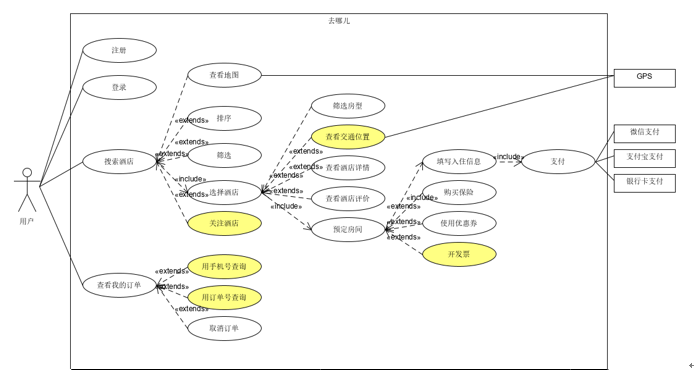 去哪儿
注册
登录
搜索酒店
查看我的订单
用户
查看地图
排序
筛选
选择酒店
关注酒店
用手机号查询
用订单号查询
取消订单
筛选房型
查看交通位置
查看酒店详情
查看酒店评价
预定房间
填写入住信息
购买保险
使用优惠券
开发票
支付
GPS
微信支付
支付宝支付
银行卡支付
«extends»
«extends»
«extends»
«include»
«extends»
«extends»
«extends»
«extends»
«extends»
«extends»
«extends»
«extends»
«include»
«include»
«extends»
«extends»
«include»